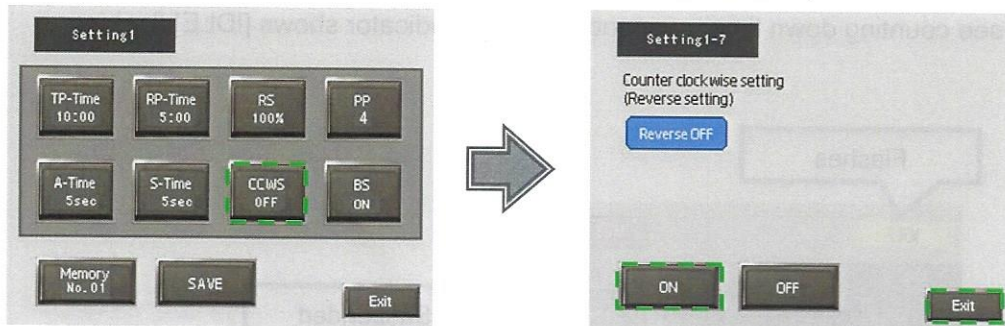 Setting1
TP-Time
10:00
RP-Time
5:00
RS
100%
PP
4
A-Time
5sec
S-Time
5sec
CCWS
OFF
BS
ON
Memory
No.01
SAVE
Exit
Setting1-7
Counter clockwise setting
(Reverse setting)
Reverse OFF
ON
OFF
Exit